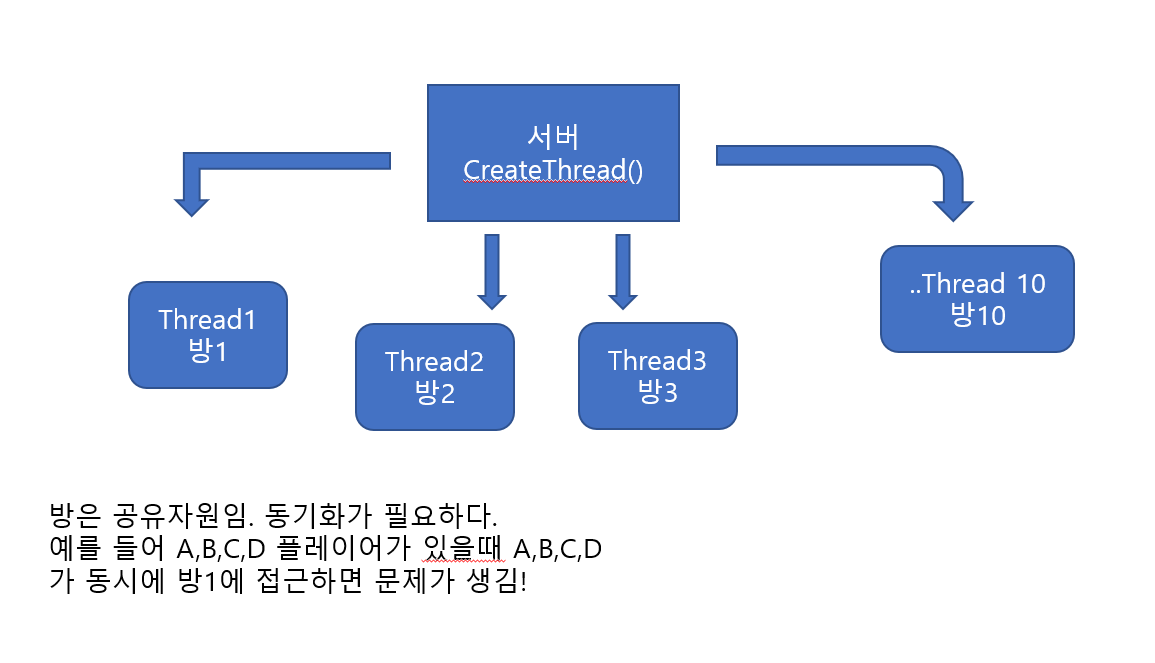 서버
CreateThread()
Thread1
방1
Thread2
방2
Thread3
방3
..Thread 10
방10
방은 공유자원임. 동기화가 필요하다.
예를 들어 A,B,C,D 플레이어가 있을때 A,B,C,D
가 동시에 방1에 접근하면 문제가 생김!